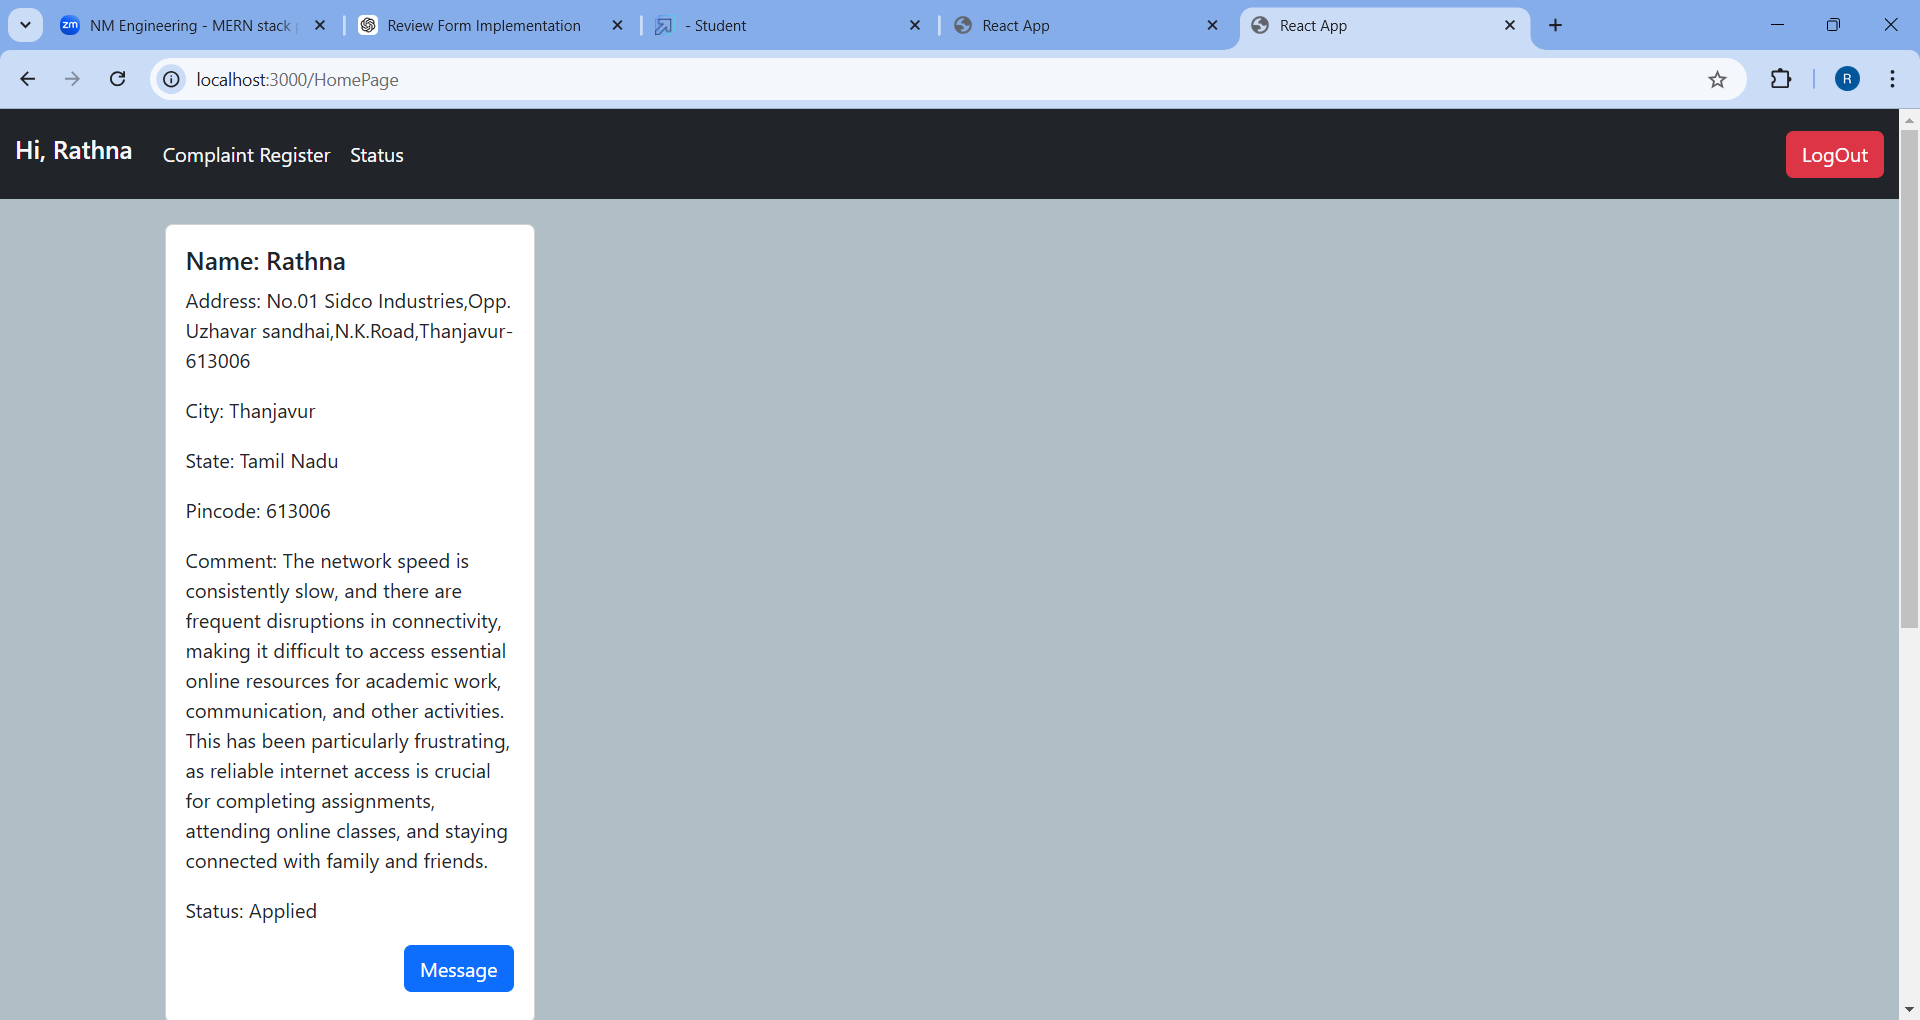 zm NM Engineering - MERN stack
Review Form Implementation
- Student
React App
React App
localhost:3000/HomePage
R
Hi, Rathna
Complaint Register
Status
LogOut
Name: Rathna
Address: No.01 Sidco Industries,Opp.
Uzhavar sandhai,N.K.Road,Thanjavur-
613006
City: Thanjavur
State: Tamil Nadu
Pincode: 613006
Comment: The network speed is
consistently slow, and there are
frequent disruptions in connectivity,
making it difficult to access essential
online resources for academic work,
communication, and other activities.
This has been particularly frustrating,
as reliable internet access is crucial
for completing assignments,
attending online classes, and staying
connected with family and friends.
Status: Applied
Message